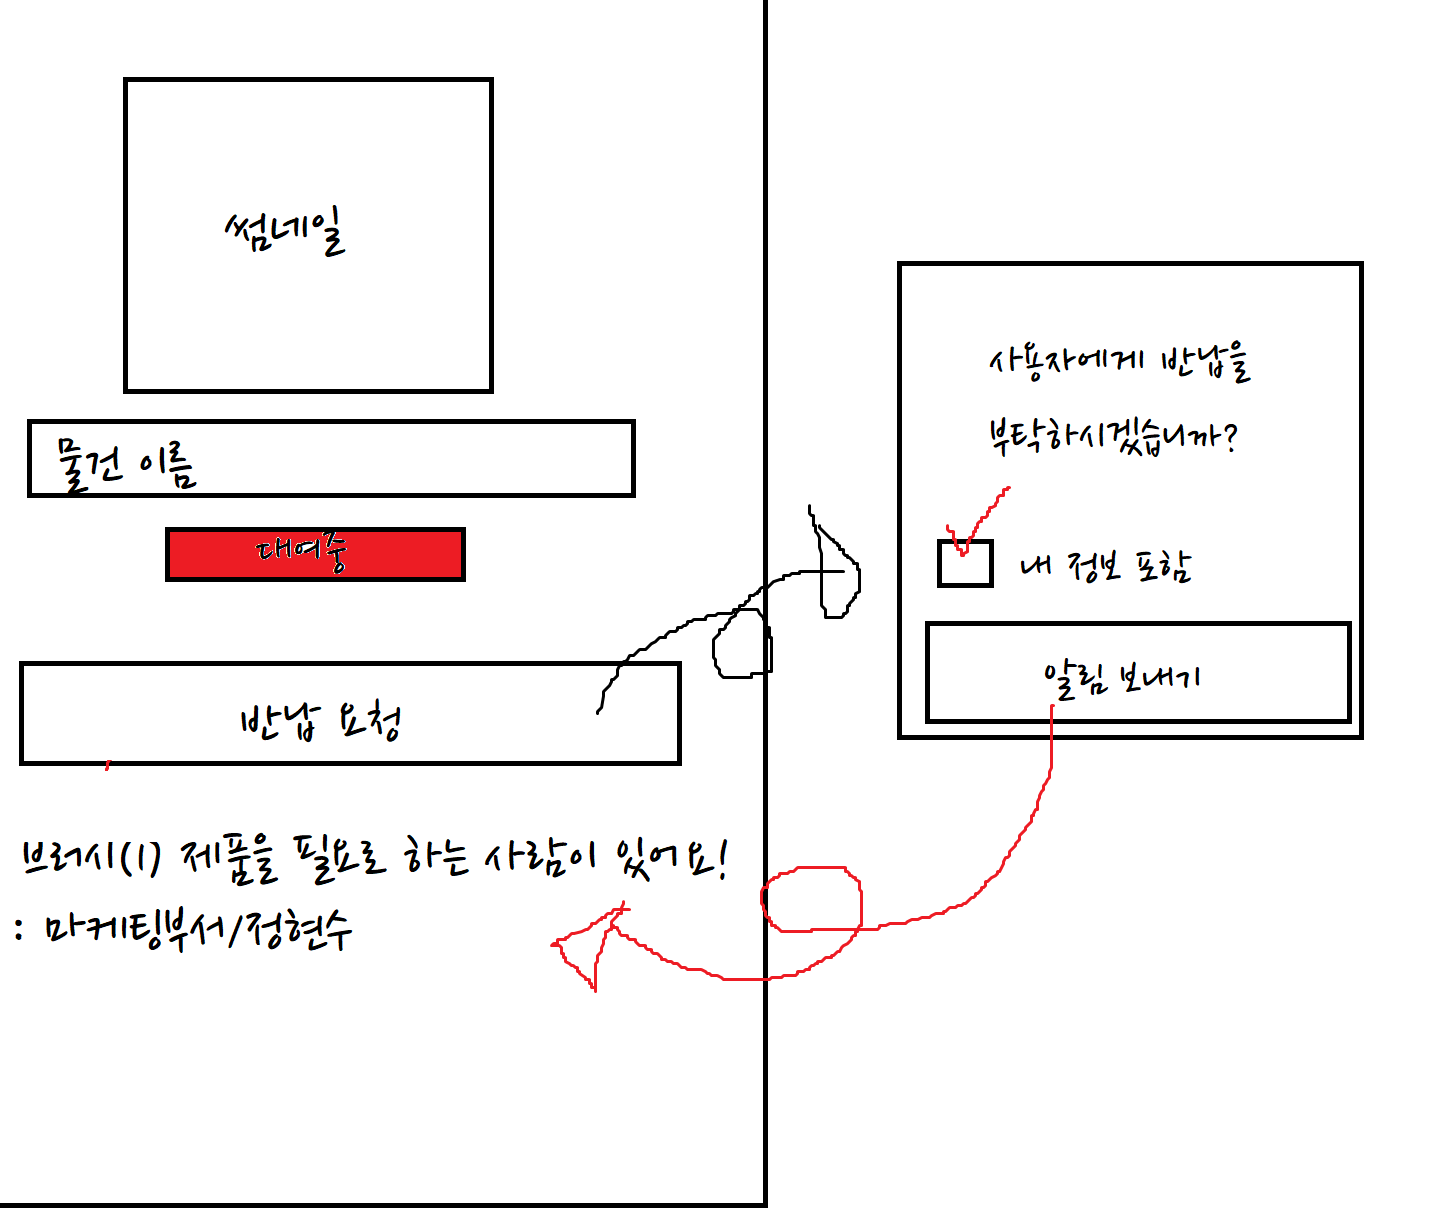 썸네일
물건 이름
대여중
반납 요청
브러시(1) 제품을 필요로 하는 사람이 있어요!
: 마케팅부서/정현수
사용자에게 반납을
부탁하시겠습니까?
내 정보 포함
알림 보내기